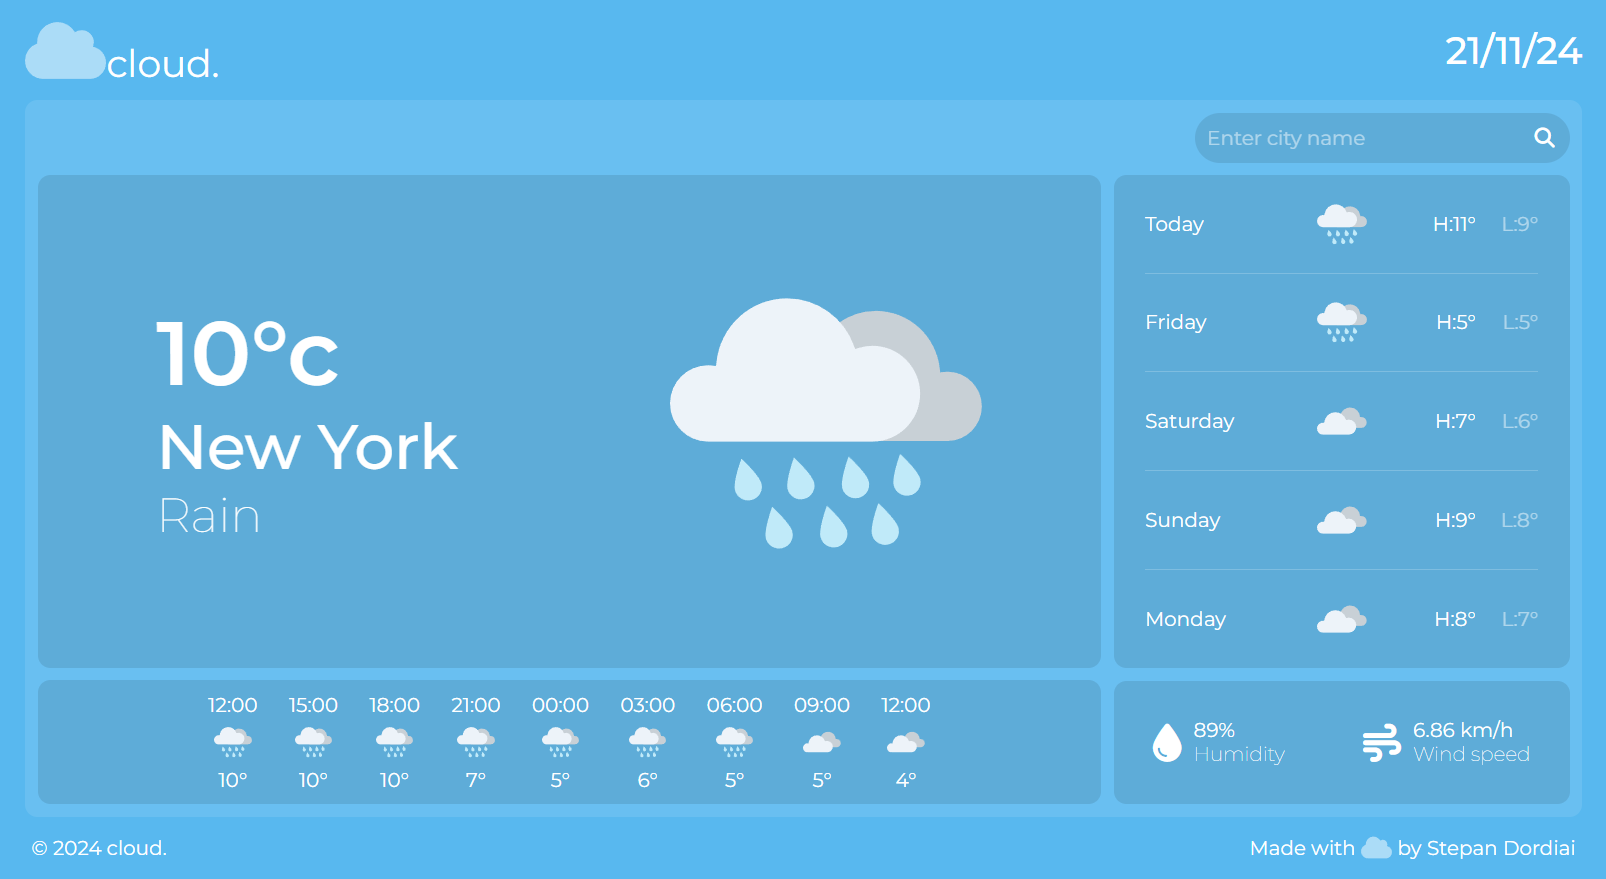 cloud.
21/11/24
Enter city name
10°c
New York
Rain
Today H:11° L:9°
Friday H:5° L:5°
Saturday H:7° L:6°
Sunday H:9° L:8°
Monday H:8° L:7°
12:00 15:00 18:00 21:00 00:00 03:00 06:00 09:00 12:00
10° 10° 10° 7° 5° 6° 5° 5° 4°
89%
Humidity
6.86 km/h
Wind speed
© 2024 cloud.
Made with by Stepan Dordiai